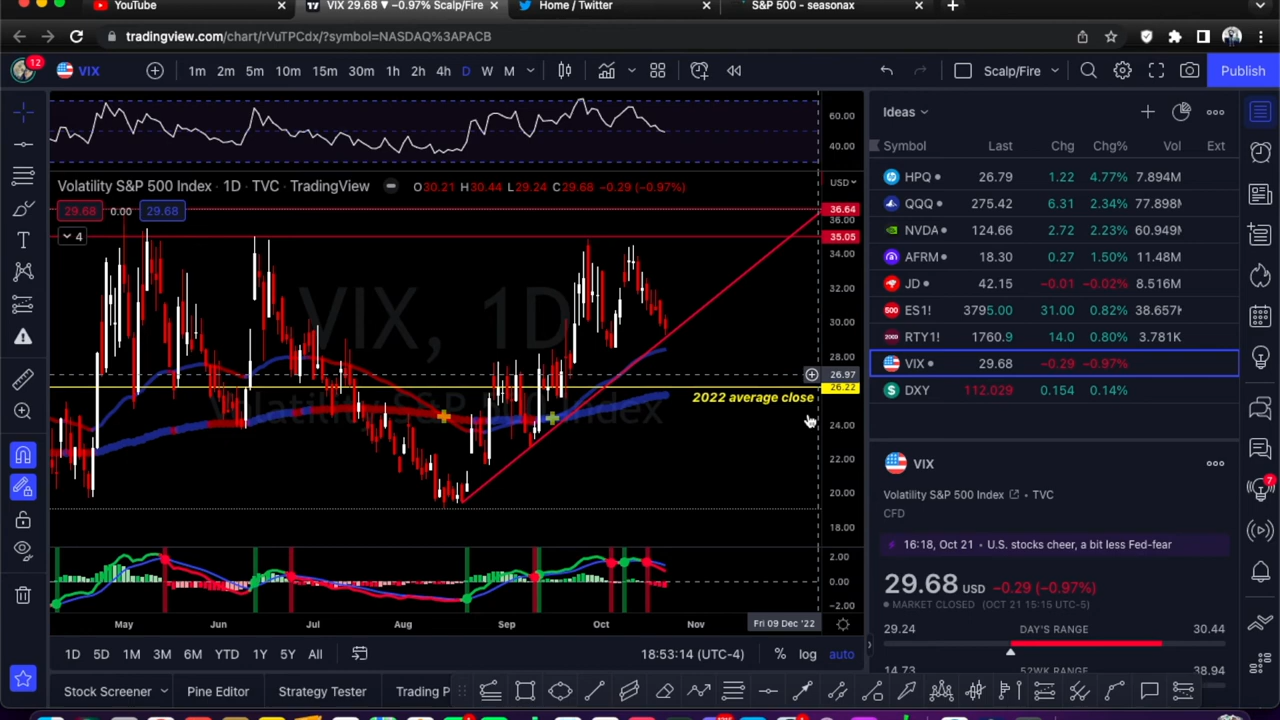 YouTube
VIX 29.68 ▼ −0.97% Scalp/Fire
Home / Twitter
S&P 500 - seasonax
tradingview.com/chart/rVuTPCdx/?symbol=NASDAQ%3APACB
12
VIX
1m 2m 5m 10m 15m 30m 1h 2h 4h D W M
Scalp/Fire
Publish
60.00
40.00
Volatility S&P 500 Index · 1D · TVC · TradingView
O30.21 H30.44 L29.24 C29.68 −0.29 (−0.97%)
USD
29.68 0.00 29.68
4
36.64
36.00
35.05
34.00
32.00
30.00
28.00
26.97
26.22
24.00
22.00
20.00
18.00
VIX, 1D
Volatility S&P 500 Index
2022 average close
2.00
0.00
−2.00
May Jun Jul Aug Sep Oct Nov
Fri 09 Dec '22
1D 5D 1M 3M 6M YTD 1Y 5Y All
18:53:14 (UTC-4)
% log auto
Stock Screener Pine Editor Strategy Tester Trading P
Ideas
Symbol Last Chg Chg% Vol Ext
HPQ 26.79 1.22 4.77% 7.894M
QQQ 275.42 6.31 2.34% 77.898M
NVDA 124.66 2.72 2.23% 60.949M
AFRM 18.30 0.27 1.50% 11.48M
JD 42.15 −0.01 −0.02% 8.516M
ES1! 3795.00 31.00 0.82% 38.657K
RTY1! 1760.9 14.0 0.80% 3.781K
VIX 29.68 −0.29 −0.97%
DXY 112.029 0.154 0.14%
VIX
Volatility S&P 500 Index · TVC
CFD
16:18, Oct 21 · U.S. stocks cheer, a bit less Fed-fear
29.68 USD −0.29 (−0.97%)
MARKET CLOSED (OCT 21 15:15 UTC-5)
29.24 DAY'S RANGE 30.44
14.73 52WK RANGE 38.94
7